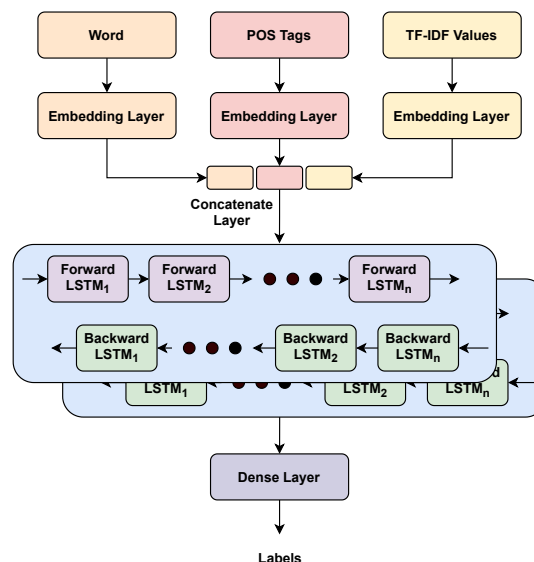 Word
POS Tags
TF-IDF Values
Embedding Layer
Embedding Layer
Embedding Layer
Concatenate
Layer
Forward
LSTM1
Forward
LSTM2
Forward
LSTMn
Backward
LSTM1
Backward
LSTM2
Backward
LSTMn
LSTM1
LSTM2
LSTMn
Dense Layer
Labels